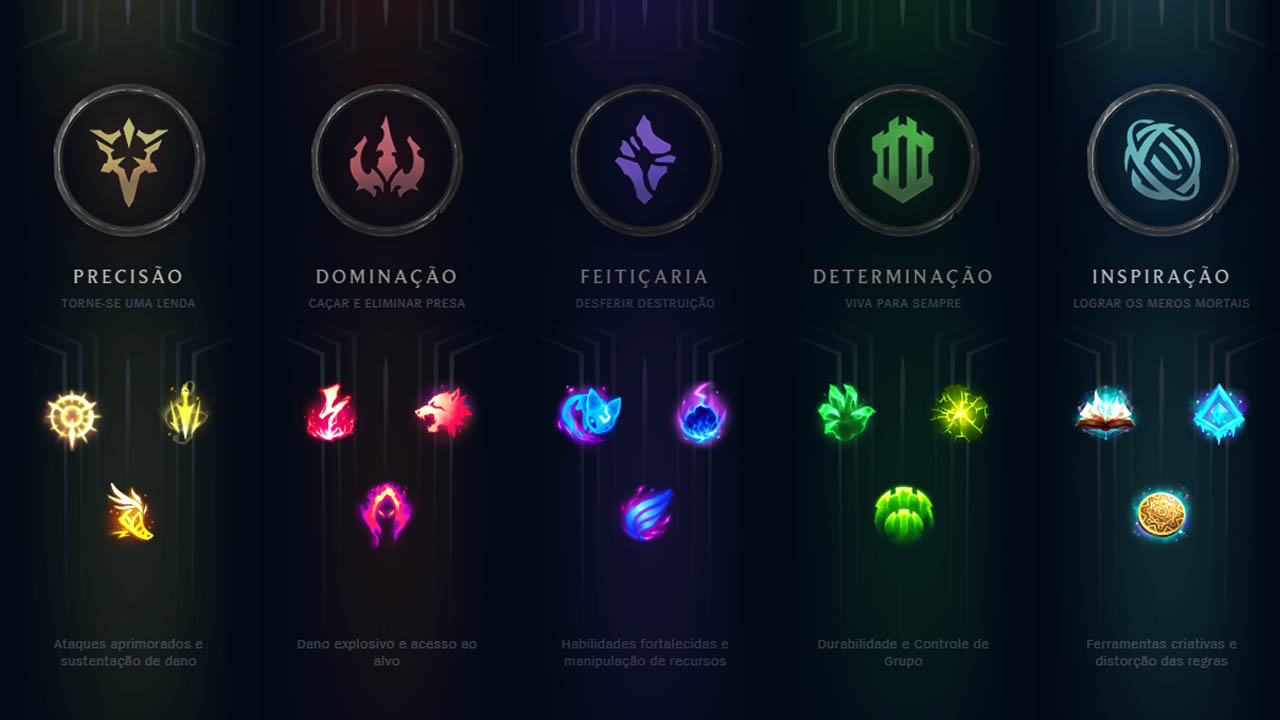 PRECISÃO
TORNE-SE UMA LENDA
Ataques aprimorados e
sustentação de dano
DOMINAÇÃO
CAÇAR E ELIMINAR PRESA
Dano explosivo e acesso ao
alvo
FEITIÇARIA
DESFERIR DESTRUIÇÃO
Habilidades fortalecidas e
manipulação de recursos
DETERMINAÇÃO
VIVA PARA SEMPRE
Durabilidade e Controle de
Grupo
INSPIRAÇÃO
LOGRAR OS MEROS MORTAIS
Ferramentas criativas e
distorção das regras